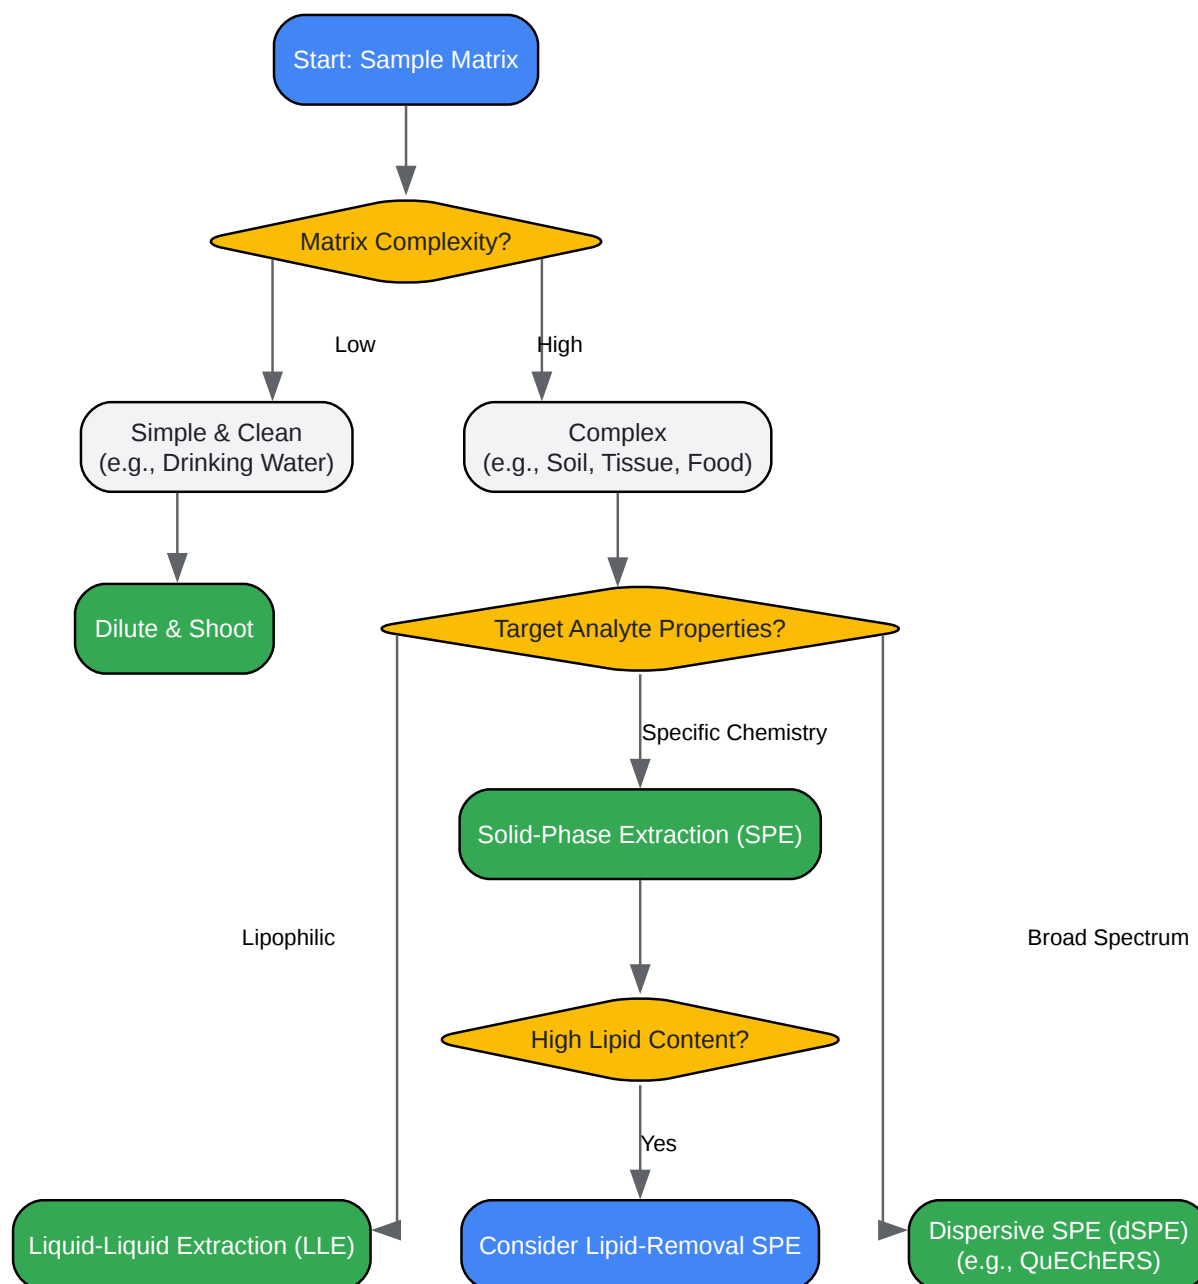 Start: Sample Matrix
Matrix Complexity?
Low
High
Simple & Clean
(e.g., Drinking Water)
Complex
(e.g., Soil, Tissue, Food)
Dilute & Shoot
Target Analyte Properties?
Specific Chemistry
Solid-Phase Extraction (SPE)
Lipophilic
Broad Spectrum
High Lipid Content?
Yes
Liquid-Liquid Extraction (LLE)
Consider Lipid-Removal SPE
Dispersive SPE (dSPE)
(e.g., QuEChERS)